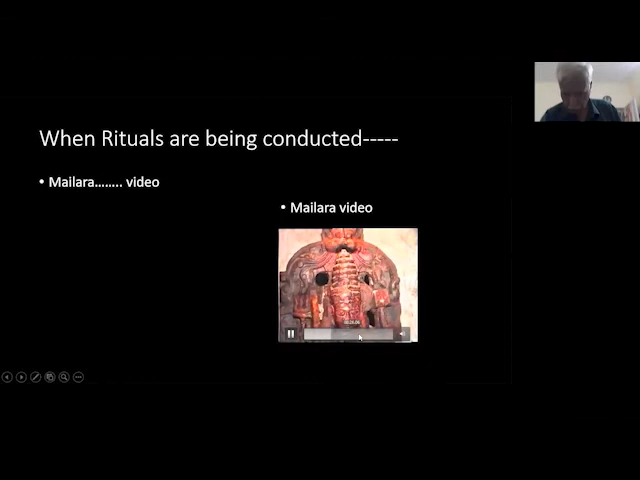 When Rituals are being conducted-----
• Mailara…….. video
• Mailara video